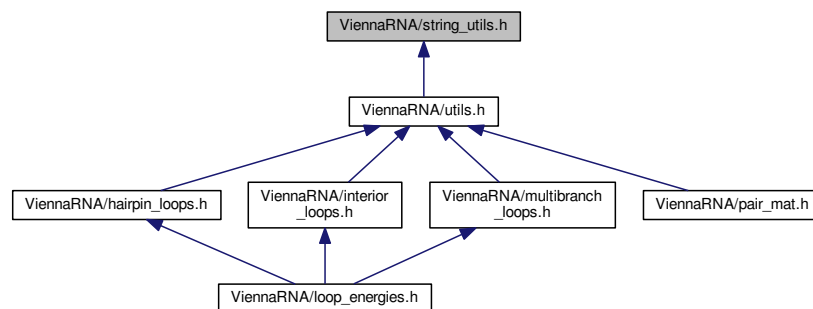 ViennaRNA/string_utils.h
ViennaRNA/utils.h
ViennaRNA/hairpin_loops.h
ViennaRNA/interior
_loops.h
ViennaRNA/multibranch
_loops.h
ViennaRNA/pair_mat.h
ViennaRNA/loop_energies.h